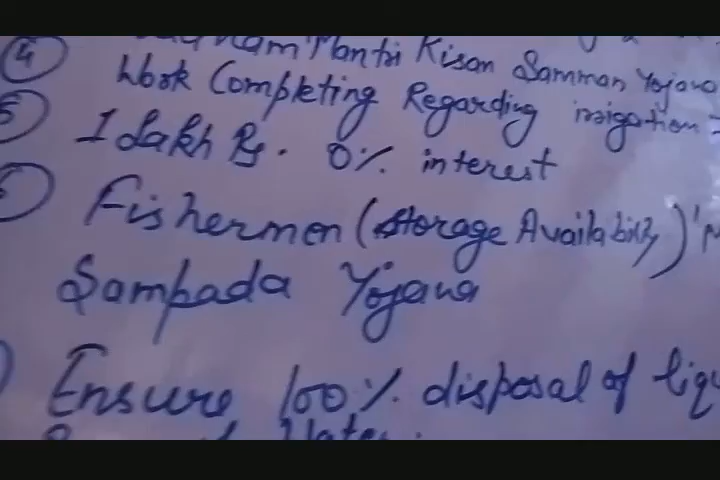 ④ Mantri Kisan Samman Yojana
Work Completing Regarding irrigation
⑤ 1 Lakh Rs. 0% interest
Fishermen (Storage Availability)
Sampada Yojana
Ensure 100% disposal of